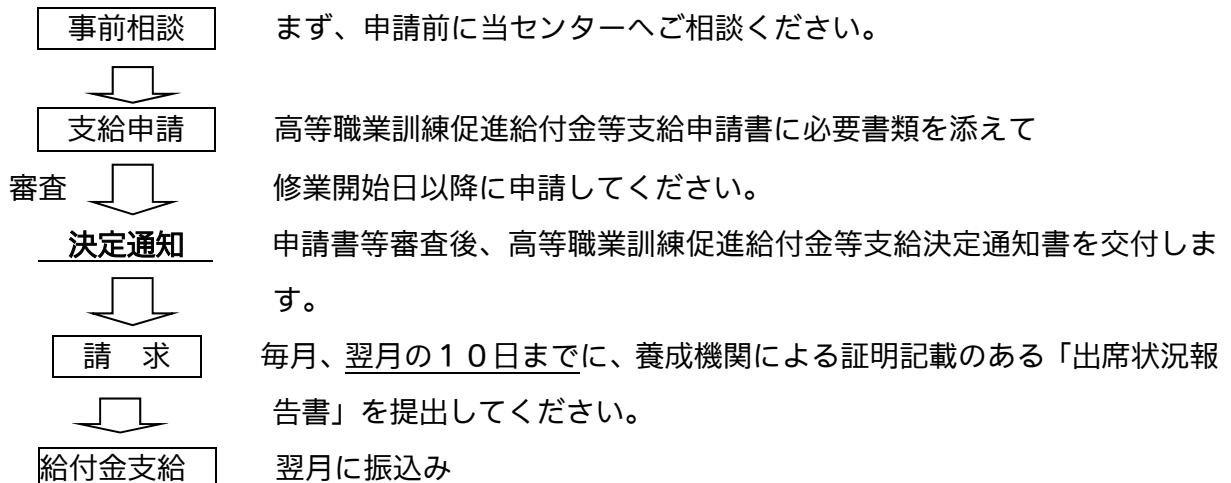 事前相談　まず、申請前に当センターへご相談ください。
支給申請　高等職業訓練促進給付金等支給申請書に必要書類を添えて
審査　修業開始日以降に申請してください。
決定通知　申請書等審査後、高等職業訓練促進給付金等支給決定通知書を交付しま
す。
請　求　毎月、翌月の１０日までに、養成機関による証明記載のある「出席状況報
告書」を提出してください。
給付金支給　翌月に振込み